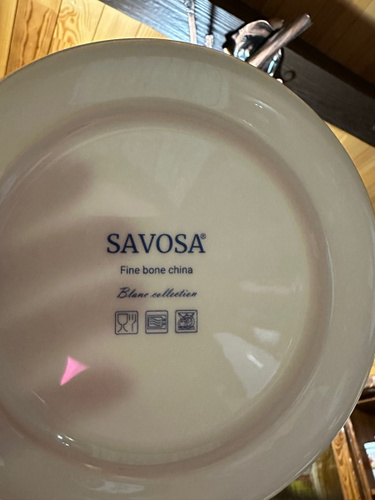 SAVOSA®
Fine bone china
Blanc collection